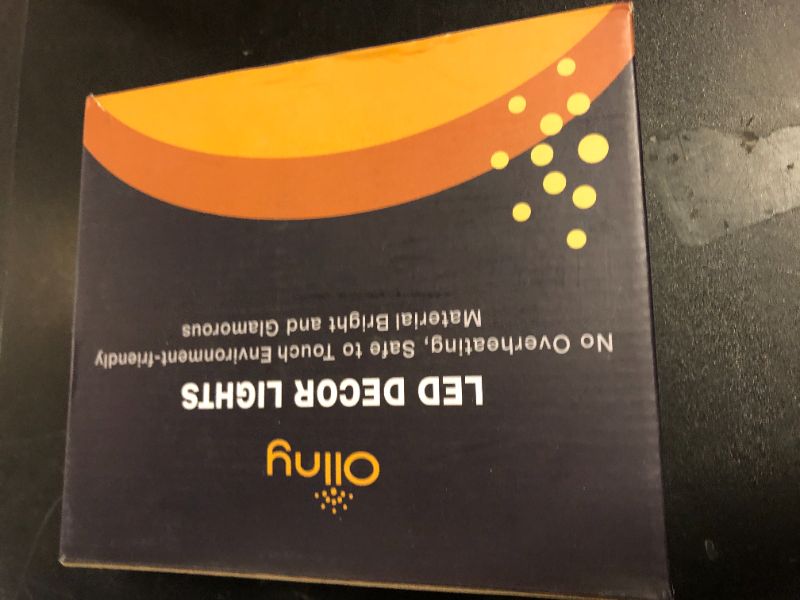 Ollny
LED DECOR LIGHTS
No Overheating, Safe to Touch Environment-friendly
Material Bright and Glamorous